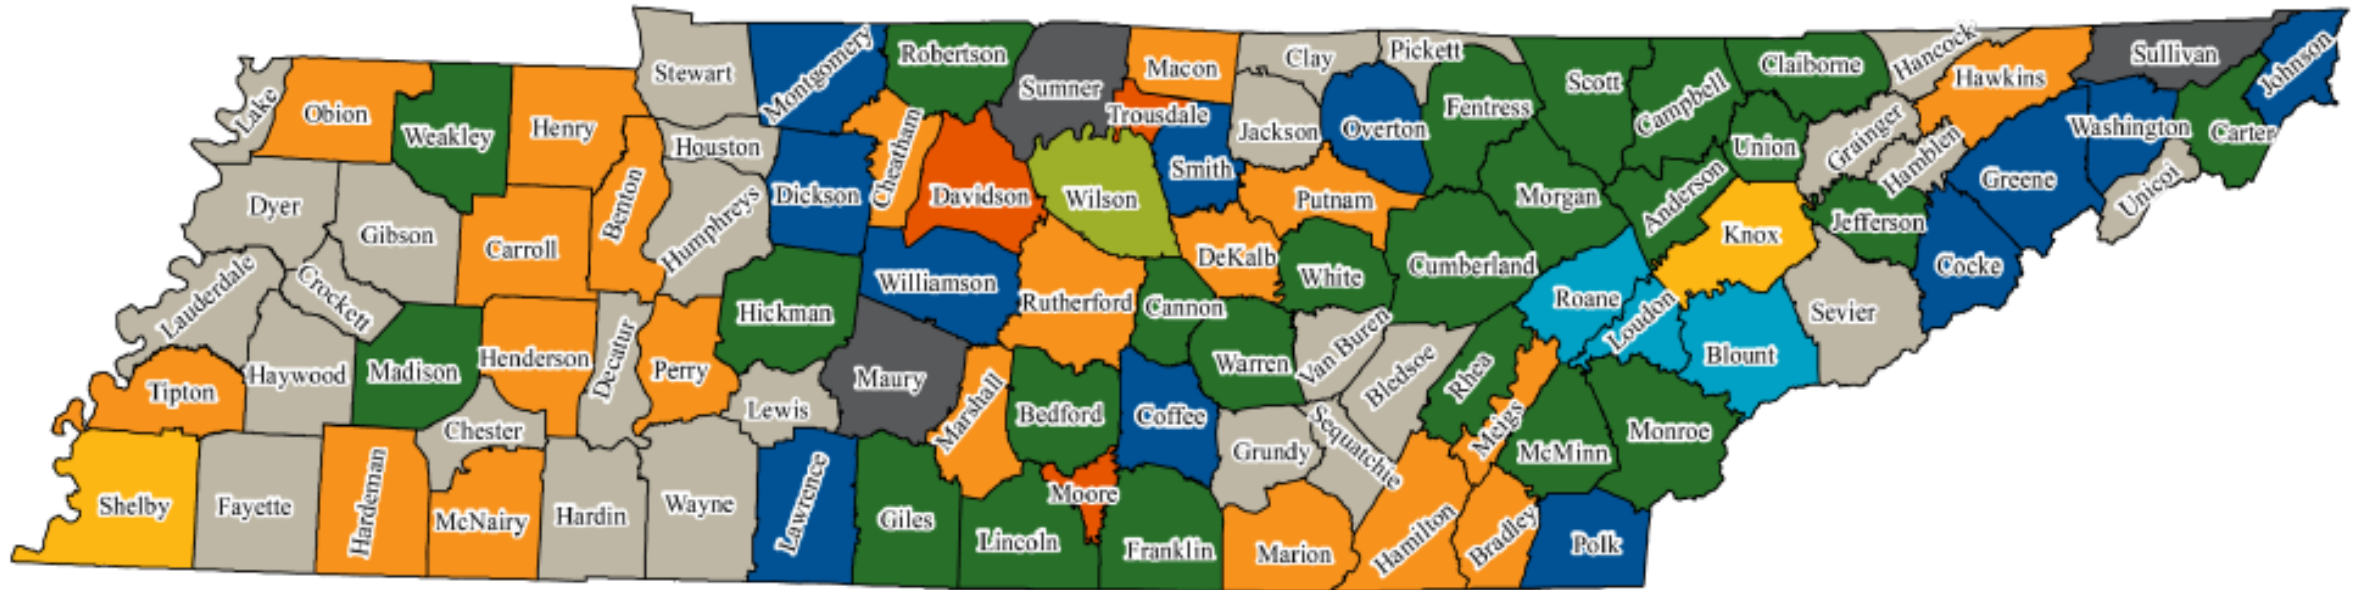 Lake
Obion
Weakley
Henry
Stewart
Montgomery
Robertson
Sumner
Macon
Trousdale
Clay
Pickett
Scott
Campbell
Claiborne
Hancock
Hawkins
Sullivan
Johnson
Houston
Cheatham
Smith
Jackson
Overton
Fentress
Union
Grainger
Hamblen
Greene
Washington
Carter
Unicoi
Dyer
Gibson
Carroll
Benton
Humphreys
Dickson
Davidson
Wilson
Putnam
Morgan
Anderson
Knox
Jefferson
Cocke
Lauderdale
Crockett
Hickman
Williamson
Rutherford
Cannon
DeKalb
White
Cumberland
Roane
Loudon
Blount
Sevier
Tipton
Haywood
Madison
Henderson
Decatur
Perry
Lewis
Maury
Marshall
Bedford
Coffee
Warren
Van Buren
Bledsoe
Rhea
Meigs
McMinn
Monroe
Chester
Shelby
Fayette
Hardeman
McNairy
Hardin
Wayne
Lawrence
Giles
Lincoln
Moore
Franklin
Grundy
Sequatchie
Marion
Hamilton
Bradley
Polk